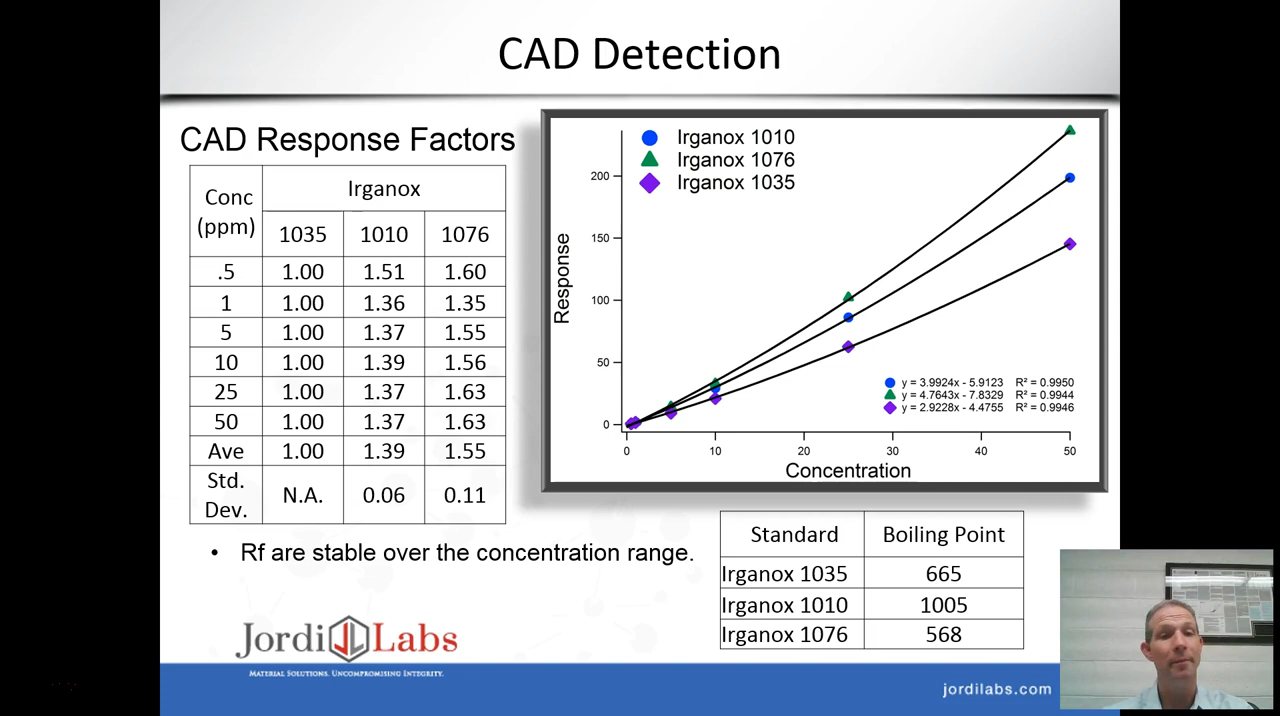 CAD Detection
CAD Response Factors
Conc (ppm) Irganox
1035 1010 1076
.5 1.00 1.51 1.60
1 1.00 1.36 1.35
5 1.00 1.37 1.55
10 1.00 1.39 1.56
25 1.00 1.37 1.63
50 1.00 1.37 1.63
Ave 1.00 1.39 1.55
Std. Dev. N.A. 0.06 0.11
Irganox 1010
Irganox 1076
Irganox 1035
Response
200
150
100
50
0
y = 3.9924x - 5.9123 R² = 0.9950
y = 4.7643x - 7.8329 R² = 0.9944
y = 2.9228x - 4.4755 R² = 0.9946
0 10 20 30 40 50
Concentration
• Rf are stable over the concentration range.
Standard Boiling Point
Irganox 1035 665
Irganox 1010 1005
Irganox 1076 568
Jordi JL Labs
MATERIAL SOLUTIONS. UNCOMPROMISING INTEGRITY.
jordilabs.com